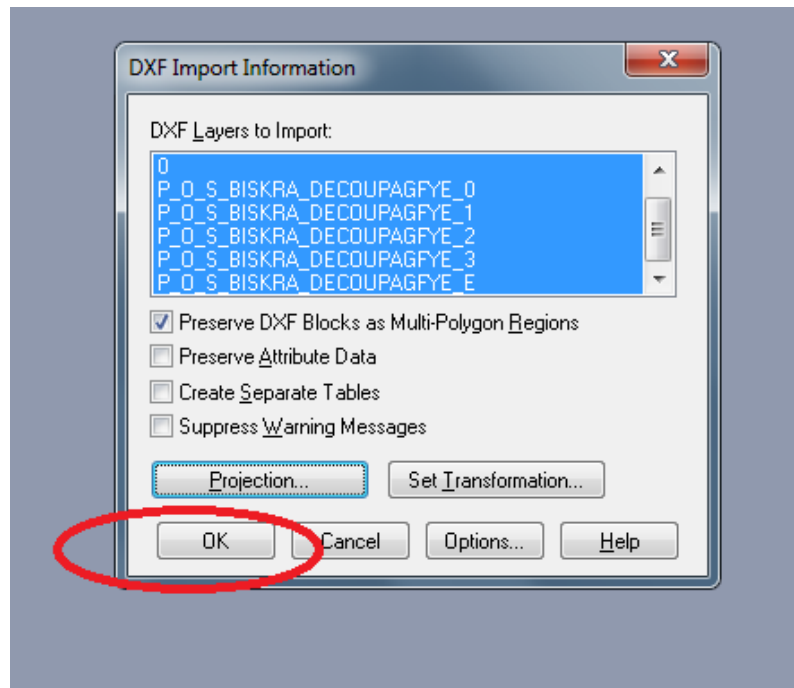 DXF Import Information
DXF Layers to Import:
0
P_O_S_BISKRA_DECOUPAGFYE_0
P_O_S_BISKRA_DECOUPAGFYE_1
P_O_S_BISKRA_DECOUPAGFYE_2
P_O_S_BISKRA_DECOUPAGFYE_3
P_O_S_BISKRA_DECOUPAGFYE_E
Preserve DXF Blocks as Multi-Polygon Regions
Preserve Attribute Data
Create Separate Tables
Suppress Warning Messages
Projection... Set Transformation...
OK Cancel Options... Help